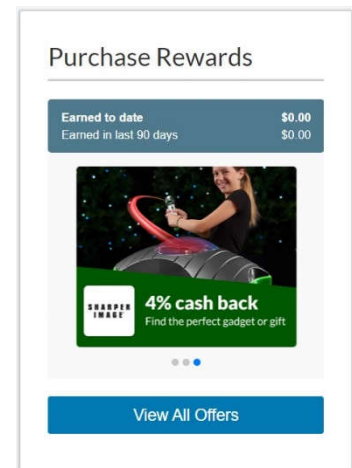 Purchase Rewards
Earned to date $0.00
Earned in last 90 days $0.00
SHARPER
IMAGE
4% cash back
Find the perfect gadget or gift
View All Offers